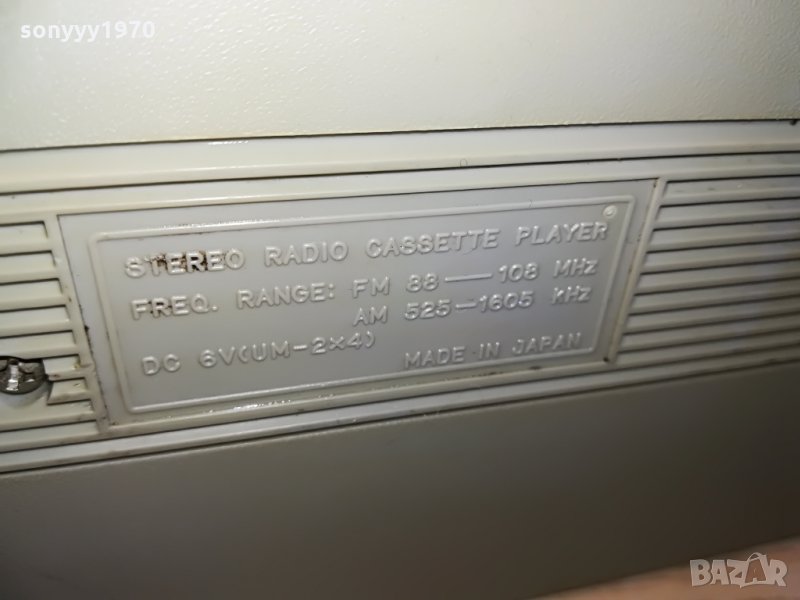 sonyyy1970
STEREO RADIO CASSETTE PLAYER
FREQ. RANGE: FM 88—108 MHz
AM 525-1605 KHz
DC 6V(UM-2×4)
MADE IN JAPAN
BAZAR